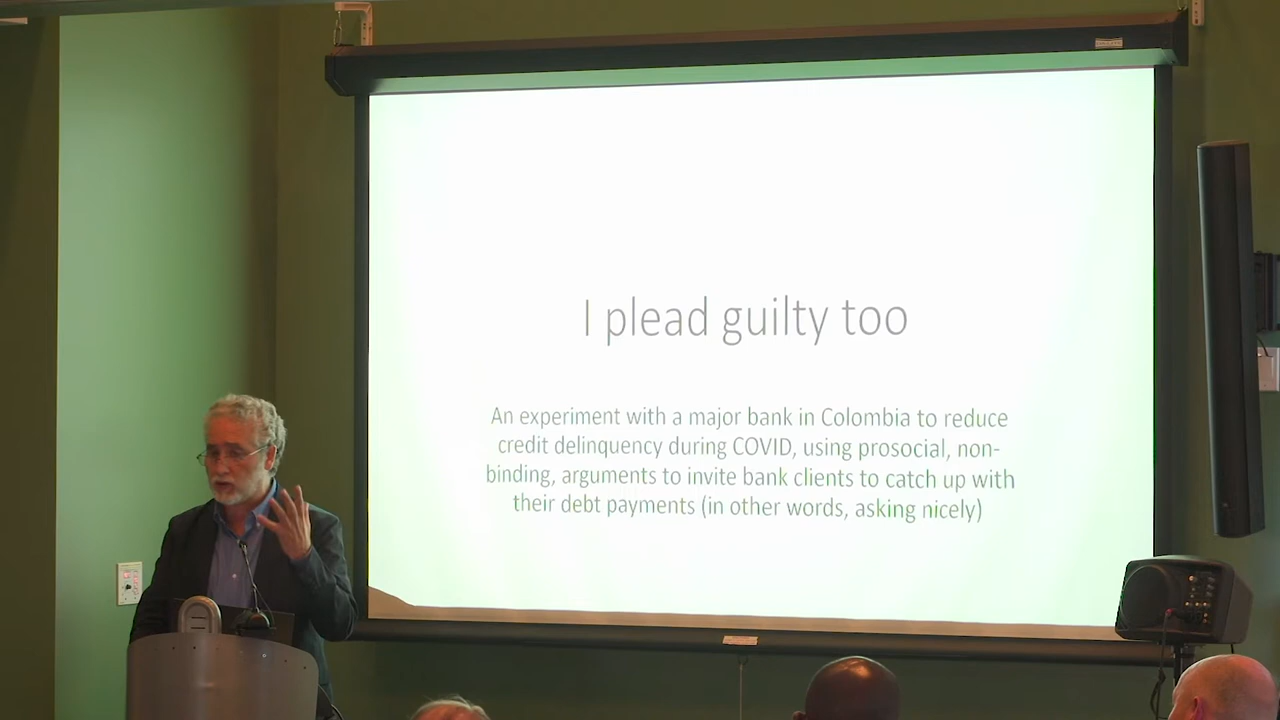 I plead guilty too
An experiment with a major bank in Colombia to reduce
credit delinquency during COVID, using prosocial, non-
binding, arguments to invite bank clients to catch up with
their debt payments (in other words, asking nicely)